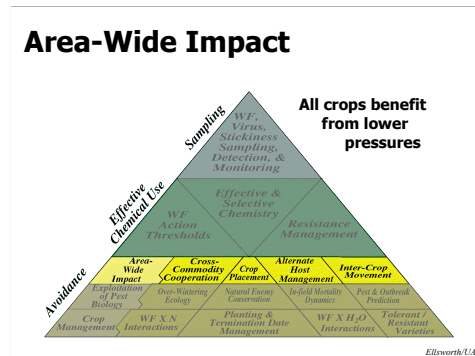 Area-Wide Impact
All crops benefit
from lower
pressures
Sampling
WF,
Virus,
Stickiness
Sampling,
Detection, &
Monitoring
Effective
Chemical Use
Effective &
Selective
Chemistry
WF
Action
Thresholds
Resistance
Management
Avoidance
Area-
Wide
Impact
Cross-
Commodity
Cooperation
Crop
Placement
Alternate
Host
Management
Inter-Crop
Movement
Exploitation
of Pest
Biology
Over-Wintering
Ecology
Natural Enemy
Conservation
In-field Mortality
Dynamics
Pest & Outbreak
Prediction
Crop
Management
WF X N
Interactions
Planting &
Termination Date
Management
WF X H2O
Interactions
Tolerant /
Resistant
Varieties
Ellsworth/UA